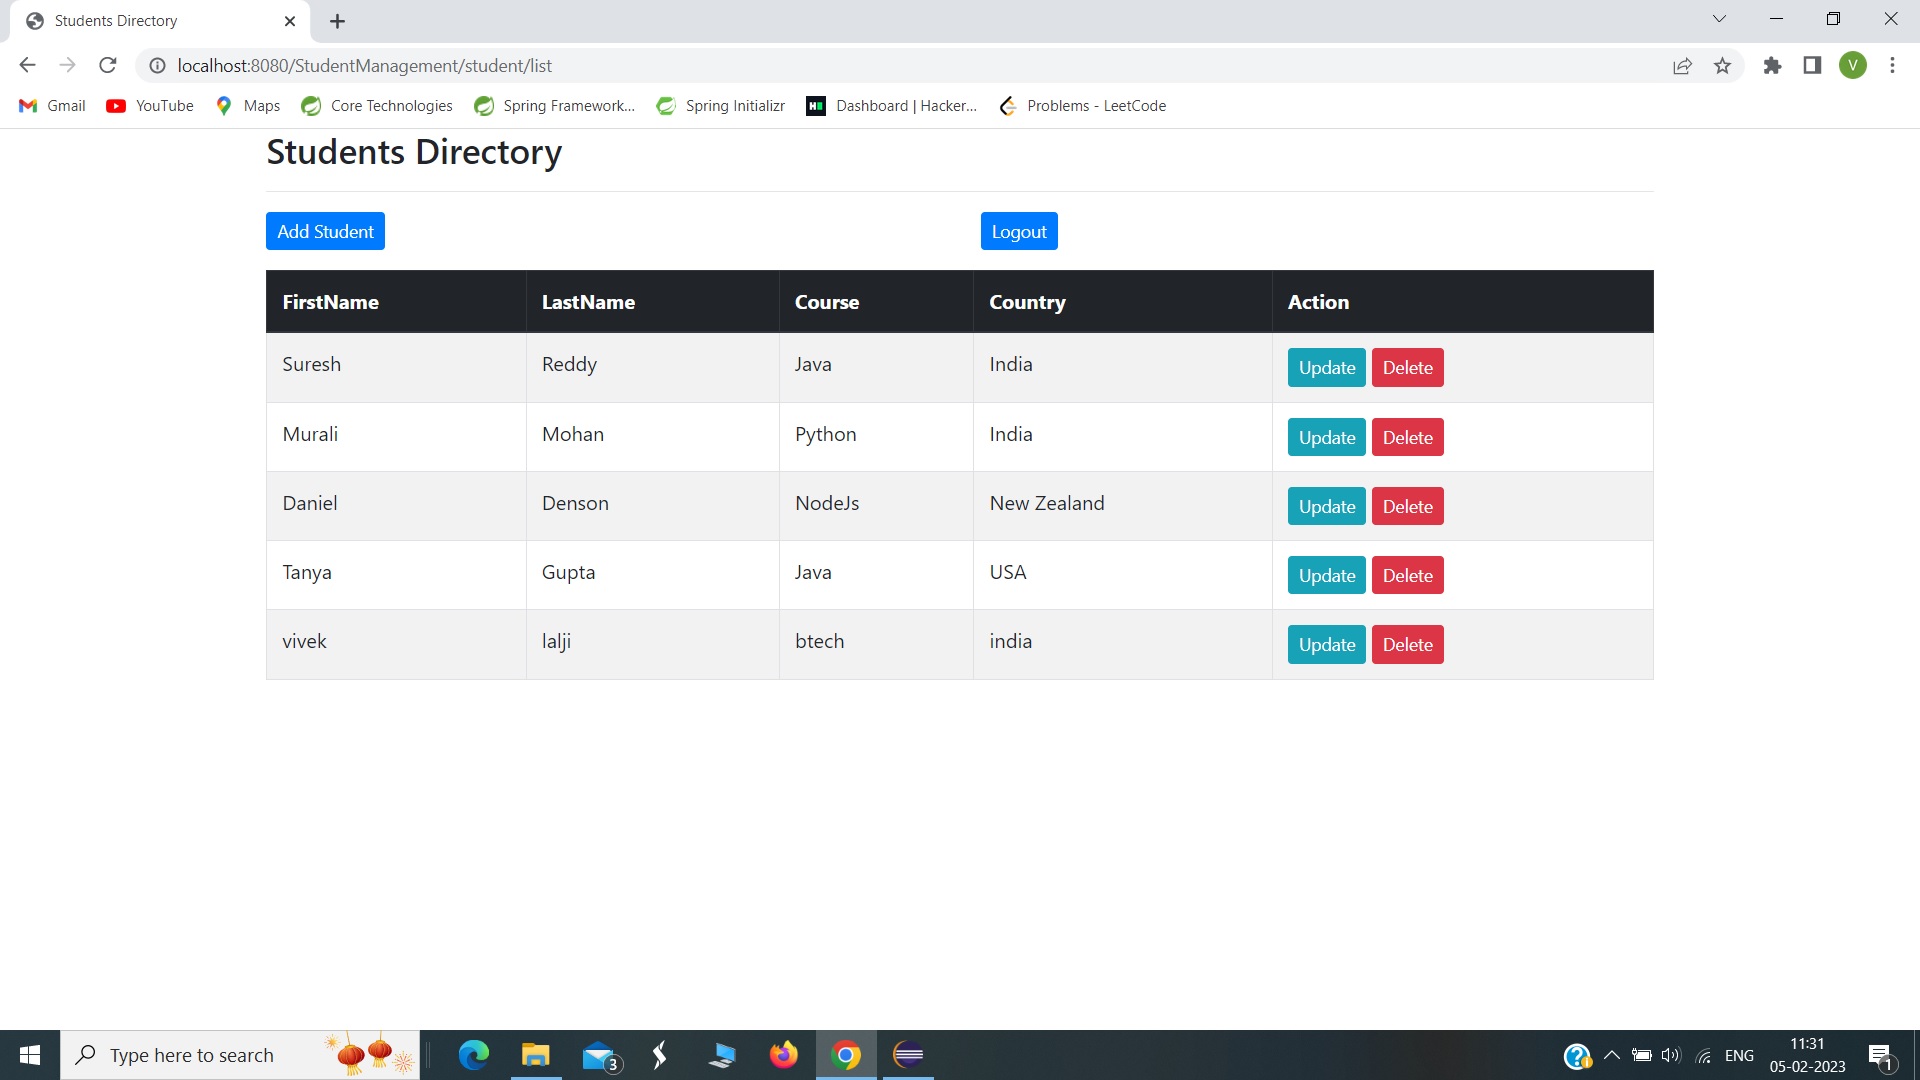 Students Directory
localhost:8080/StudentManagement/student/list
V
Gmail YouTube Maps Core Technologies Spring Framework... Spring Initializr Dashboard | Hacker... Problems - LeetCode
Students Directory
Add Student Logout
FirstName LastName Course Country Action
Suresh Reddy Java India Update Delete
Murali Mohan Python India Update Delete
Daniel Denson NodeJs New Zealand Update Delete
Tanya Gupta Java USA Update Delete
vivek lalji btech india Update Delete
Type here to search 3 ENG 11:31
05-02-2023 1